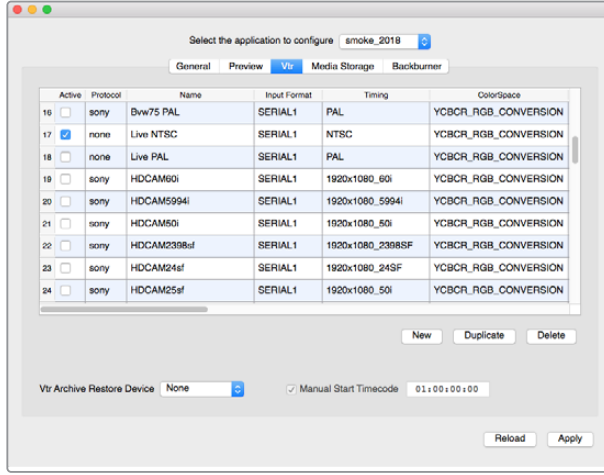 Select the application to configure smoke_2018
General Preview Vtr Media Storage Backburner
Active Protocol Name Input Format Timing ColorSpace
16 sony Bvw75 PAL SERIAL1 PAL YCBCR_RGB_CONVERSION
17 none Live NTSC SERIAL1 NTSC YCBCR_RGB_CONVERSION
18 none Live PAL SERIAL1 PAL YCBCR_RGB_CONVERSION
19 sony HDCAM60i SERIAL1 1920x1080_60i YCBCR_RGB_CONVERSION
20 sony HDCAM5994i SERIAL1 1920x1080_5994i YCBCR_RGB_CONVERSION
21 sony HDCAM50i SERIAL1 1920x1080_50i YCBCR_RGB_CONVERSION
22 sony HDCAM2398sf SERIAL1 1920x1080_2398SF YCBCR_RGB_CONVERSION
23 sony HDCAM24sf SERIAL1 1920x1080_24SF YCBCR_RGB_CONVERSION
24 sony HDCAM25sf SERIAL1 1920x1080_50i YCBCR_RGB_CONVERSION
New Duplicate Delete
Vtr Archive Restore Device None Manual Start Timecode 01:00:00:00
Reload Apply